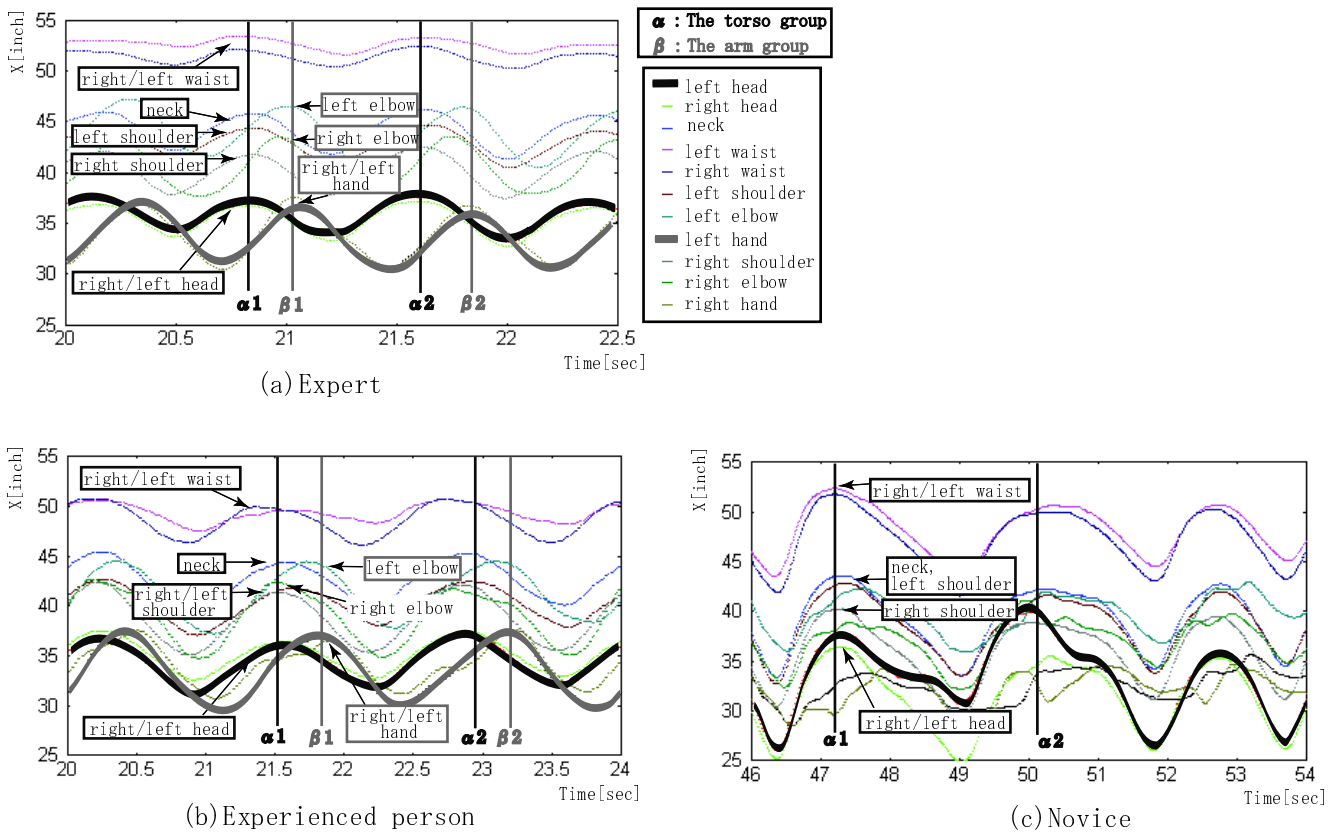 α : The torso group
β : The arm group
left head
right head
neck
left waist
right waist
left shoulder
left elbow
left hand
right shoulder
right elbow
right hand
X[inch]
55
50
45
40
35
30
25
right/left waist
neck
left shoulder
right shoulder
left elbow
right elbow
right/left
hand
right/left head
α1 β1 α2 β2
20 20.5 21 21.5 22 22.5
Time[sec]
(a)Expert
X[inch]
55
50
45
40
35
30
25
right/left waist
neck
left elbow
right/left
shoulder
right elbow
right/left head
right/left
hand
α1 β1 α2 β2
20 20.5 21 21.5 22 22.5 23 23.5 24
Time[sec]
(b)Experienced person
X[inch]
55
50
45
40
35
30
25
right/left waist
neck,
left shoulder
right shoulder
right/left head
α1 α2
46 47 48 49 50 51 52 53 54
Time[sec]
(c)Novice